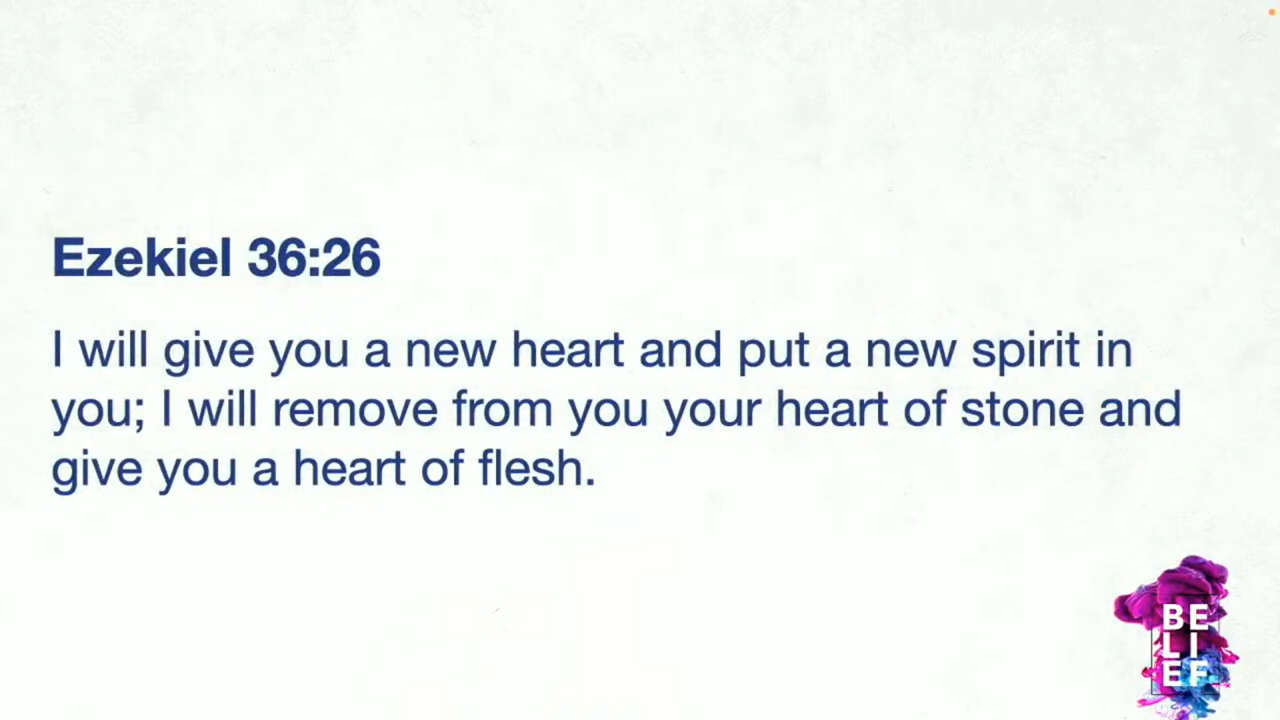 Ezekiel 36:26
I will give you a new heart and put a new spirit in
you; I will remove from you your heart of stone and
give you a heart of flesh.
BE
LI
EF